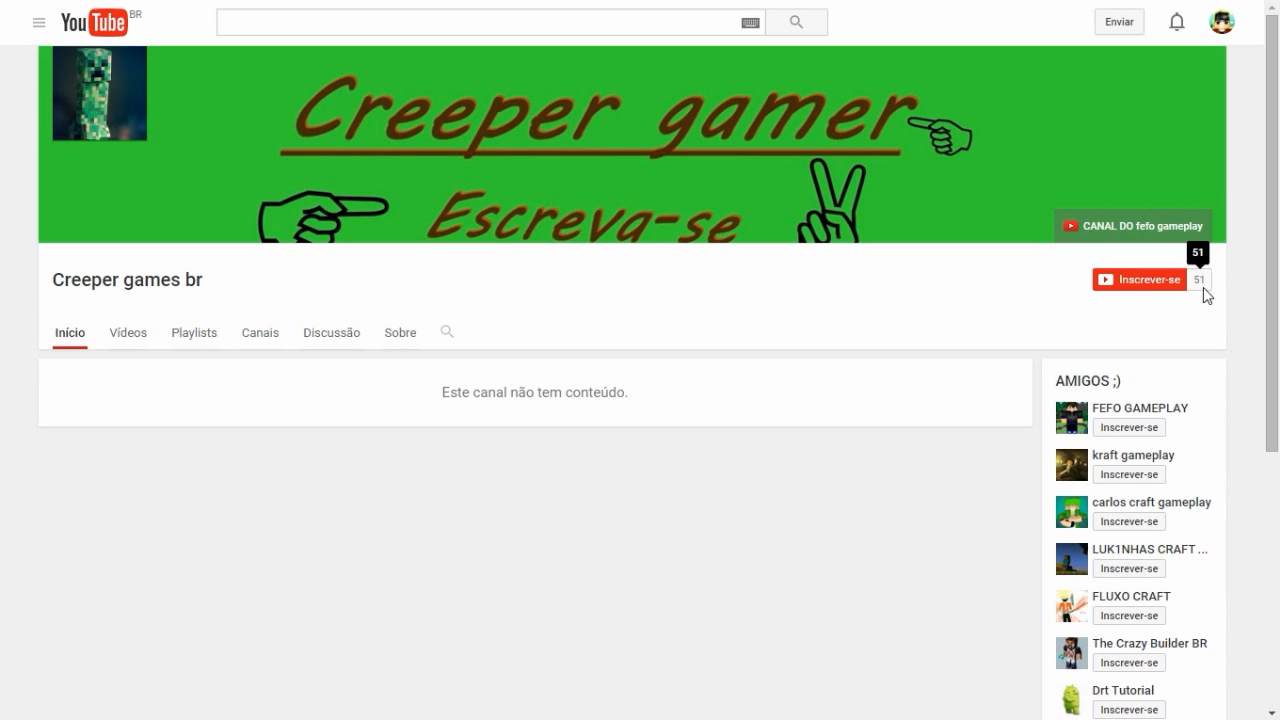 YouTube BR
Enviar
Creeper gamer
Escreva-se
CANAL DO fefo gameplay
51
Creeper games br
Inscrever-se 51
Início Vídeos Playlists Canais Discussão Sobre
Este canal não tem conteúdo.
AMIGOS ;)
FEFO GAMEPLAY
Inscrever-se
kraft gameplay
Inscrever-se
carlos craft gameplay
Inscrever-se
LUK1NHAS CRAFT ...
Inscrever-se
FLUXO CRAFT
Inscrever-se
The Crazy Builder BR
Inscrever-se
Drt Tutorial
Inscrever-se